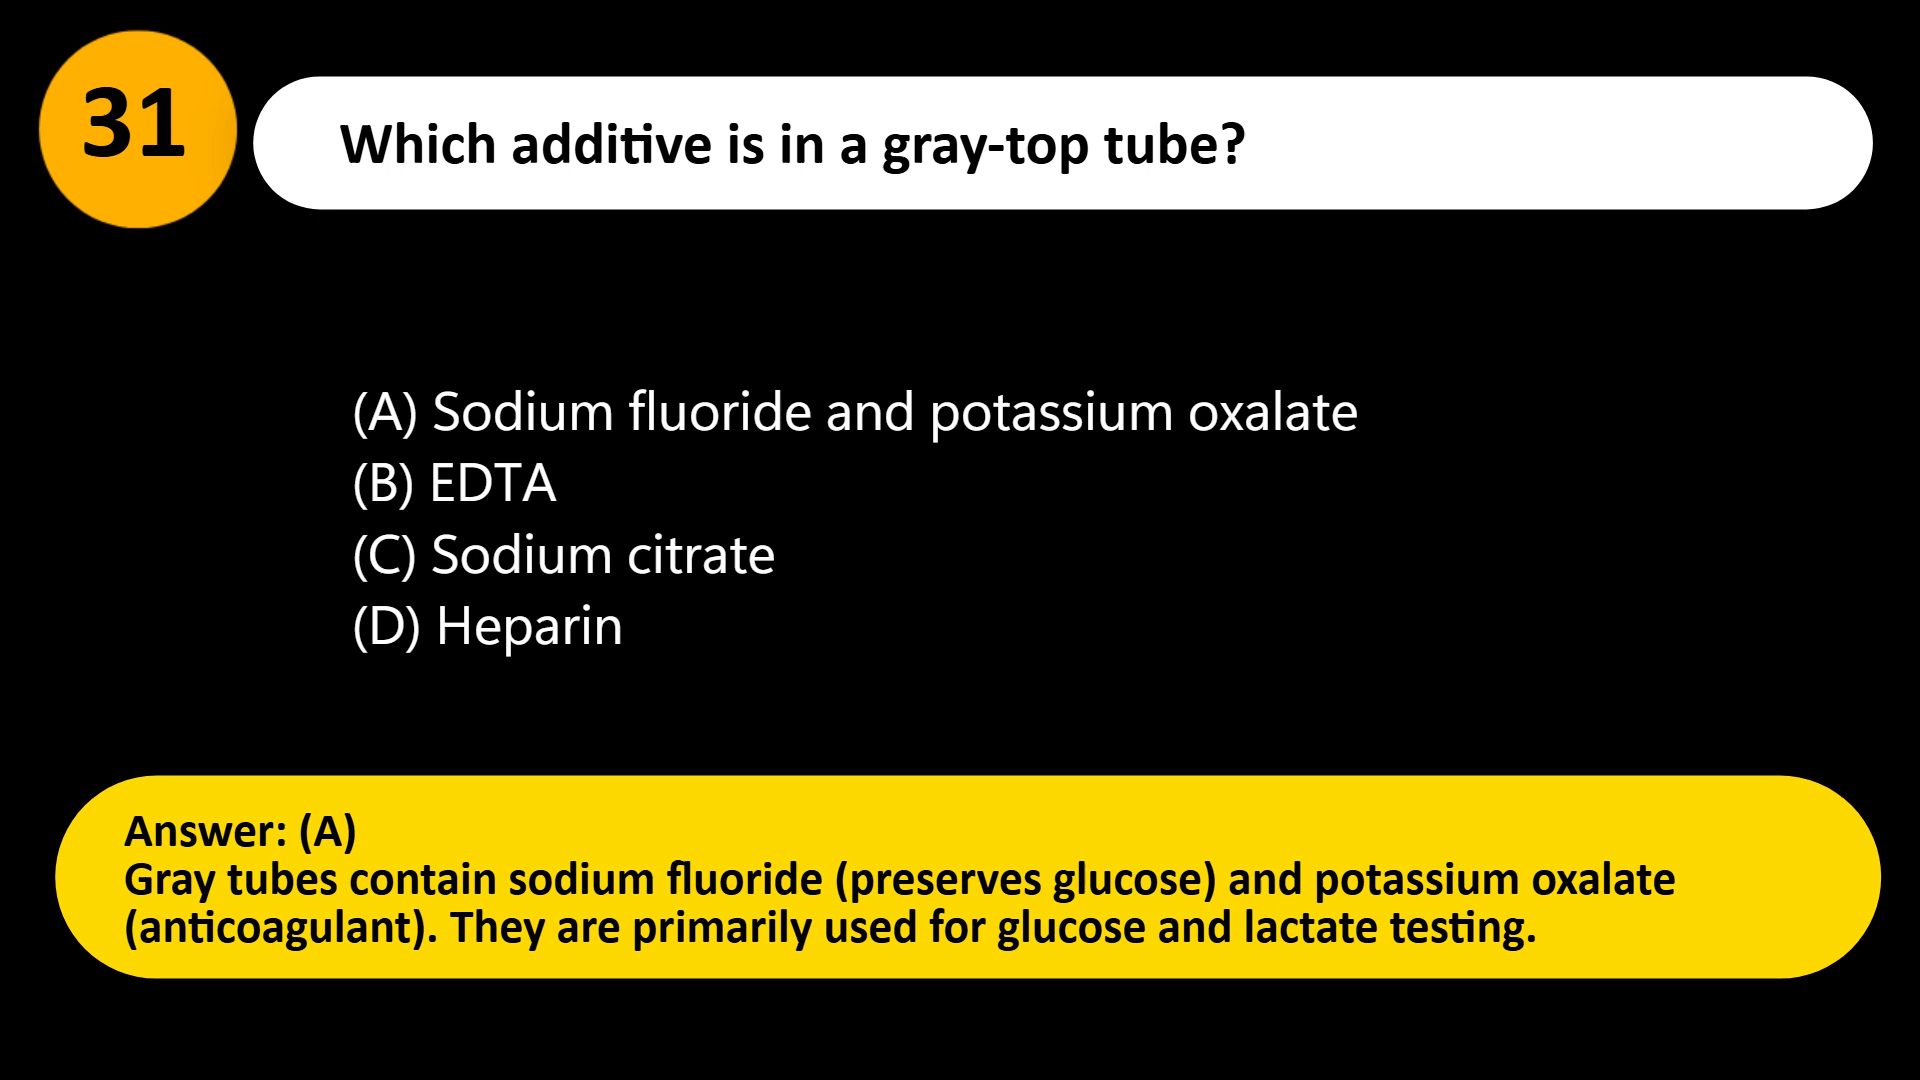 31
Which additive is in a gray-top tube?
(A) Sodium fluoride and potassium oxalate
(B) EDTA
(C) Sodium citrate
(D) Heparin
Answer: (A)
Gray tubes contain sodium fluoride (preserves glucose) and potassium oxalate
(anticoagulant). They are primarily used for glucose and lactate testing.